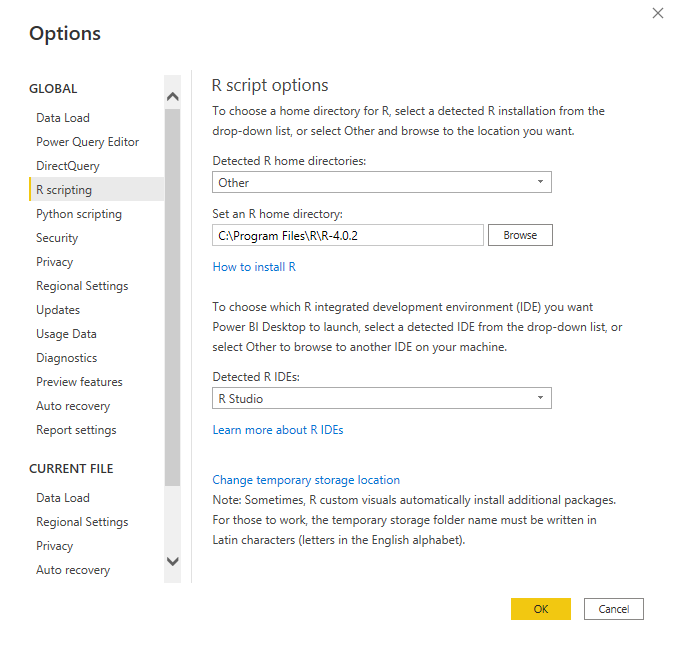 Options
GLOBAL
Data Load
Power Query Editor
DirectQuery
R scripting
Python scripting
Security
Privacy
Regional Settings
Updates
Usage Data
Diagnostics
Preview features
Auto recovery
Report settings
CURRENT FILE
Data Load
Regional Settings
Privacy
Auto recovery
R script options
To choose a home directory for R, select a detected R installation from the
drop-down list, or select Other and browse to the location you want.
Detected R home directories:
Other
Set an R home directory:
C:\Program Files\R\R-4.0.2
Browse
How to install R
To choose which R integrated development environment (IDE) you want
Power BI Desktop to launch, select a detected IDE from the drop-down list, or
select Other to browse to another IDE on your machine.
Detected R IDEs:
R Studio
Learn more about R IDEs
Change temporary storage location
Note: Sometimes, R custom visuals automatically install additional packages.
For those to work, the temporary storage folder name must be written in
Latin characters (letters in the English alphabet).
OK
Cancel